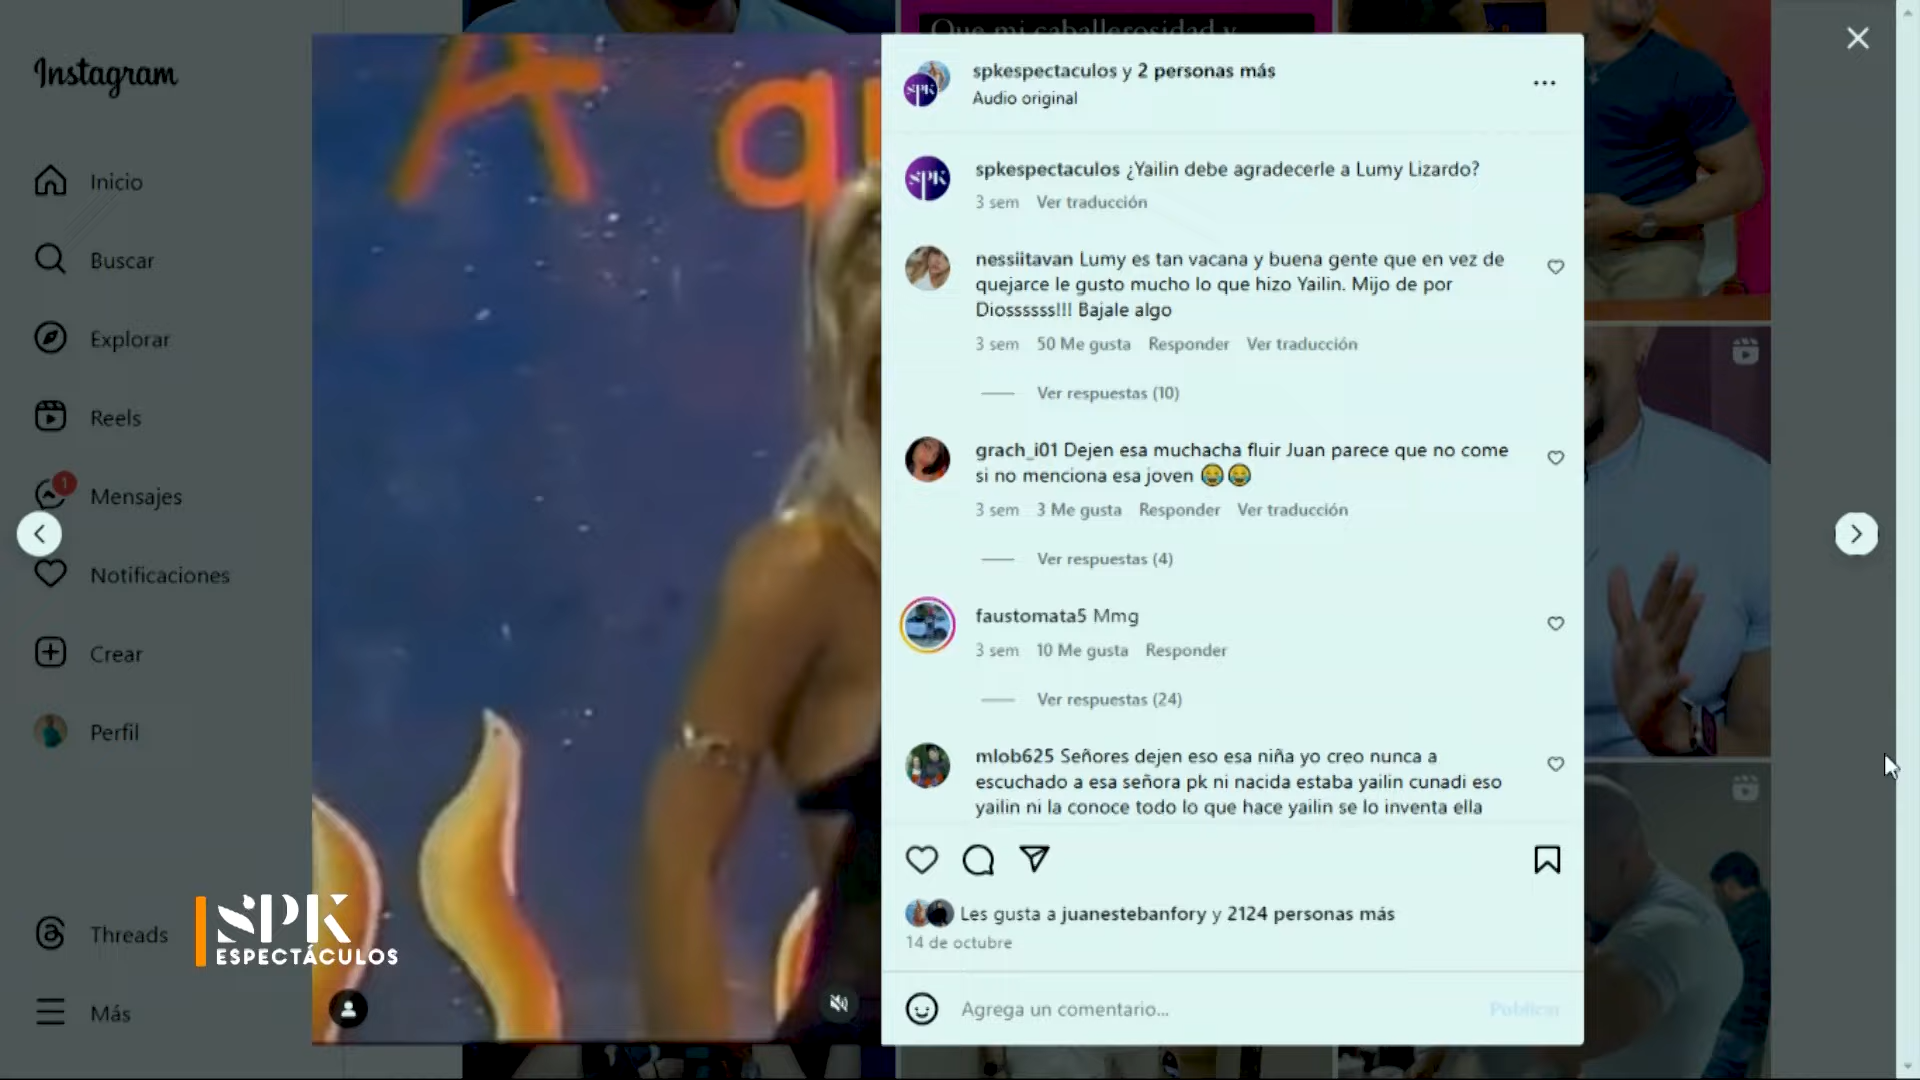 Instagram
Inicio
Buscar
Explorar
Reels
1
Mensajes
Notificaciones
Crear
Perfil
Threads
Más
SPK
ESPECTÁCULOS
A
Que mi caballerosidad y
spkespectaculos y 2 personas más
Audio original
spkespectaculos ¿Yailin debe agradecerle a Lumy Lizardo?
3 sem Ver traducción
nessiitavan Lumy es tan vacana y buena gente que en vez de
quejarce le gusto mucho lo que hizo Yailin. Mijo de por
Diossssss!!! Bajale algo
3 sem 50 Me gusta Responder Ver traducción
Ver respuestas (10)
grach_i01 Dejen esa muchacha fluir Juan parece que no come
si no menciona esa joven 😂😂
3 sem 3 Me gusta Responder Ver traducción
Ver respuestas (4)
faustomata5 Mmg
3 sem 10 Me gusta Responder
Ver respuestas (24)
mlob625 Señores dejen eso esa niña yo creo nunca a
escuchado a esa señora pk ni nacida estaba yailin cunadi eso
yailin ni la conoce todo lo que hace yailin se lo inventa ella
Les gusta a juanestebanfory y 2124 personas más
14 de octubre
Agrega un comentario...
Publicar